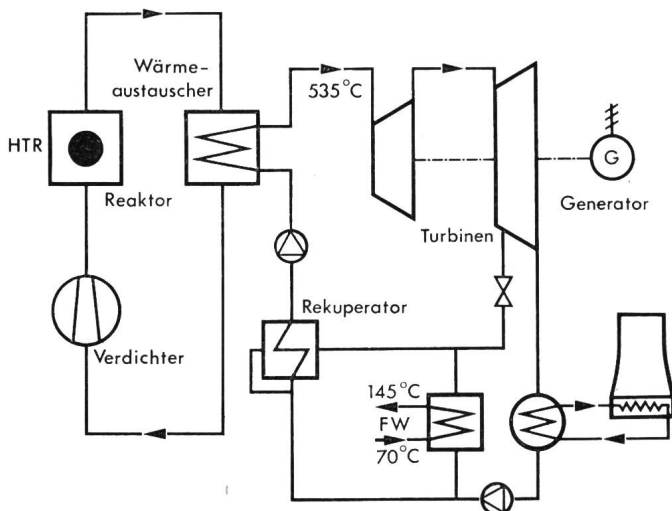 Wärme-
austauscher
535°C
HTR
G
Reaktor
Generator
Turbinen
Rekuperator
Verdichter
145°C
FW
70°C